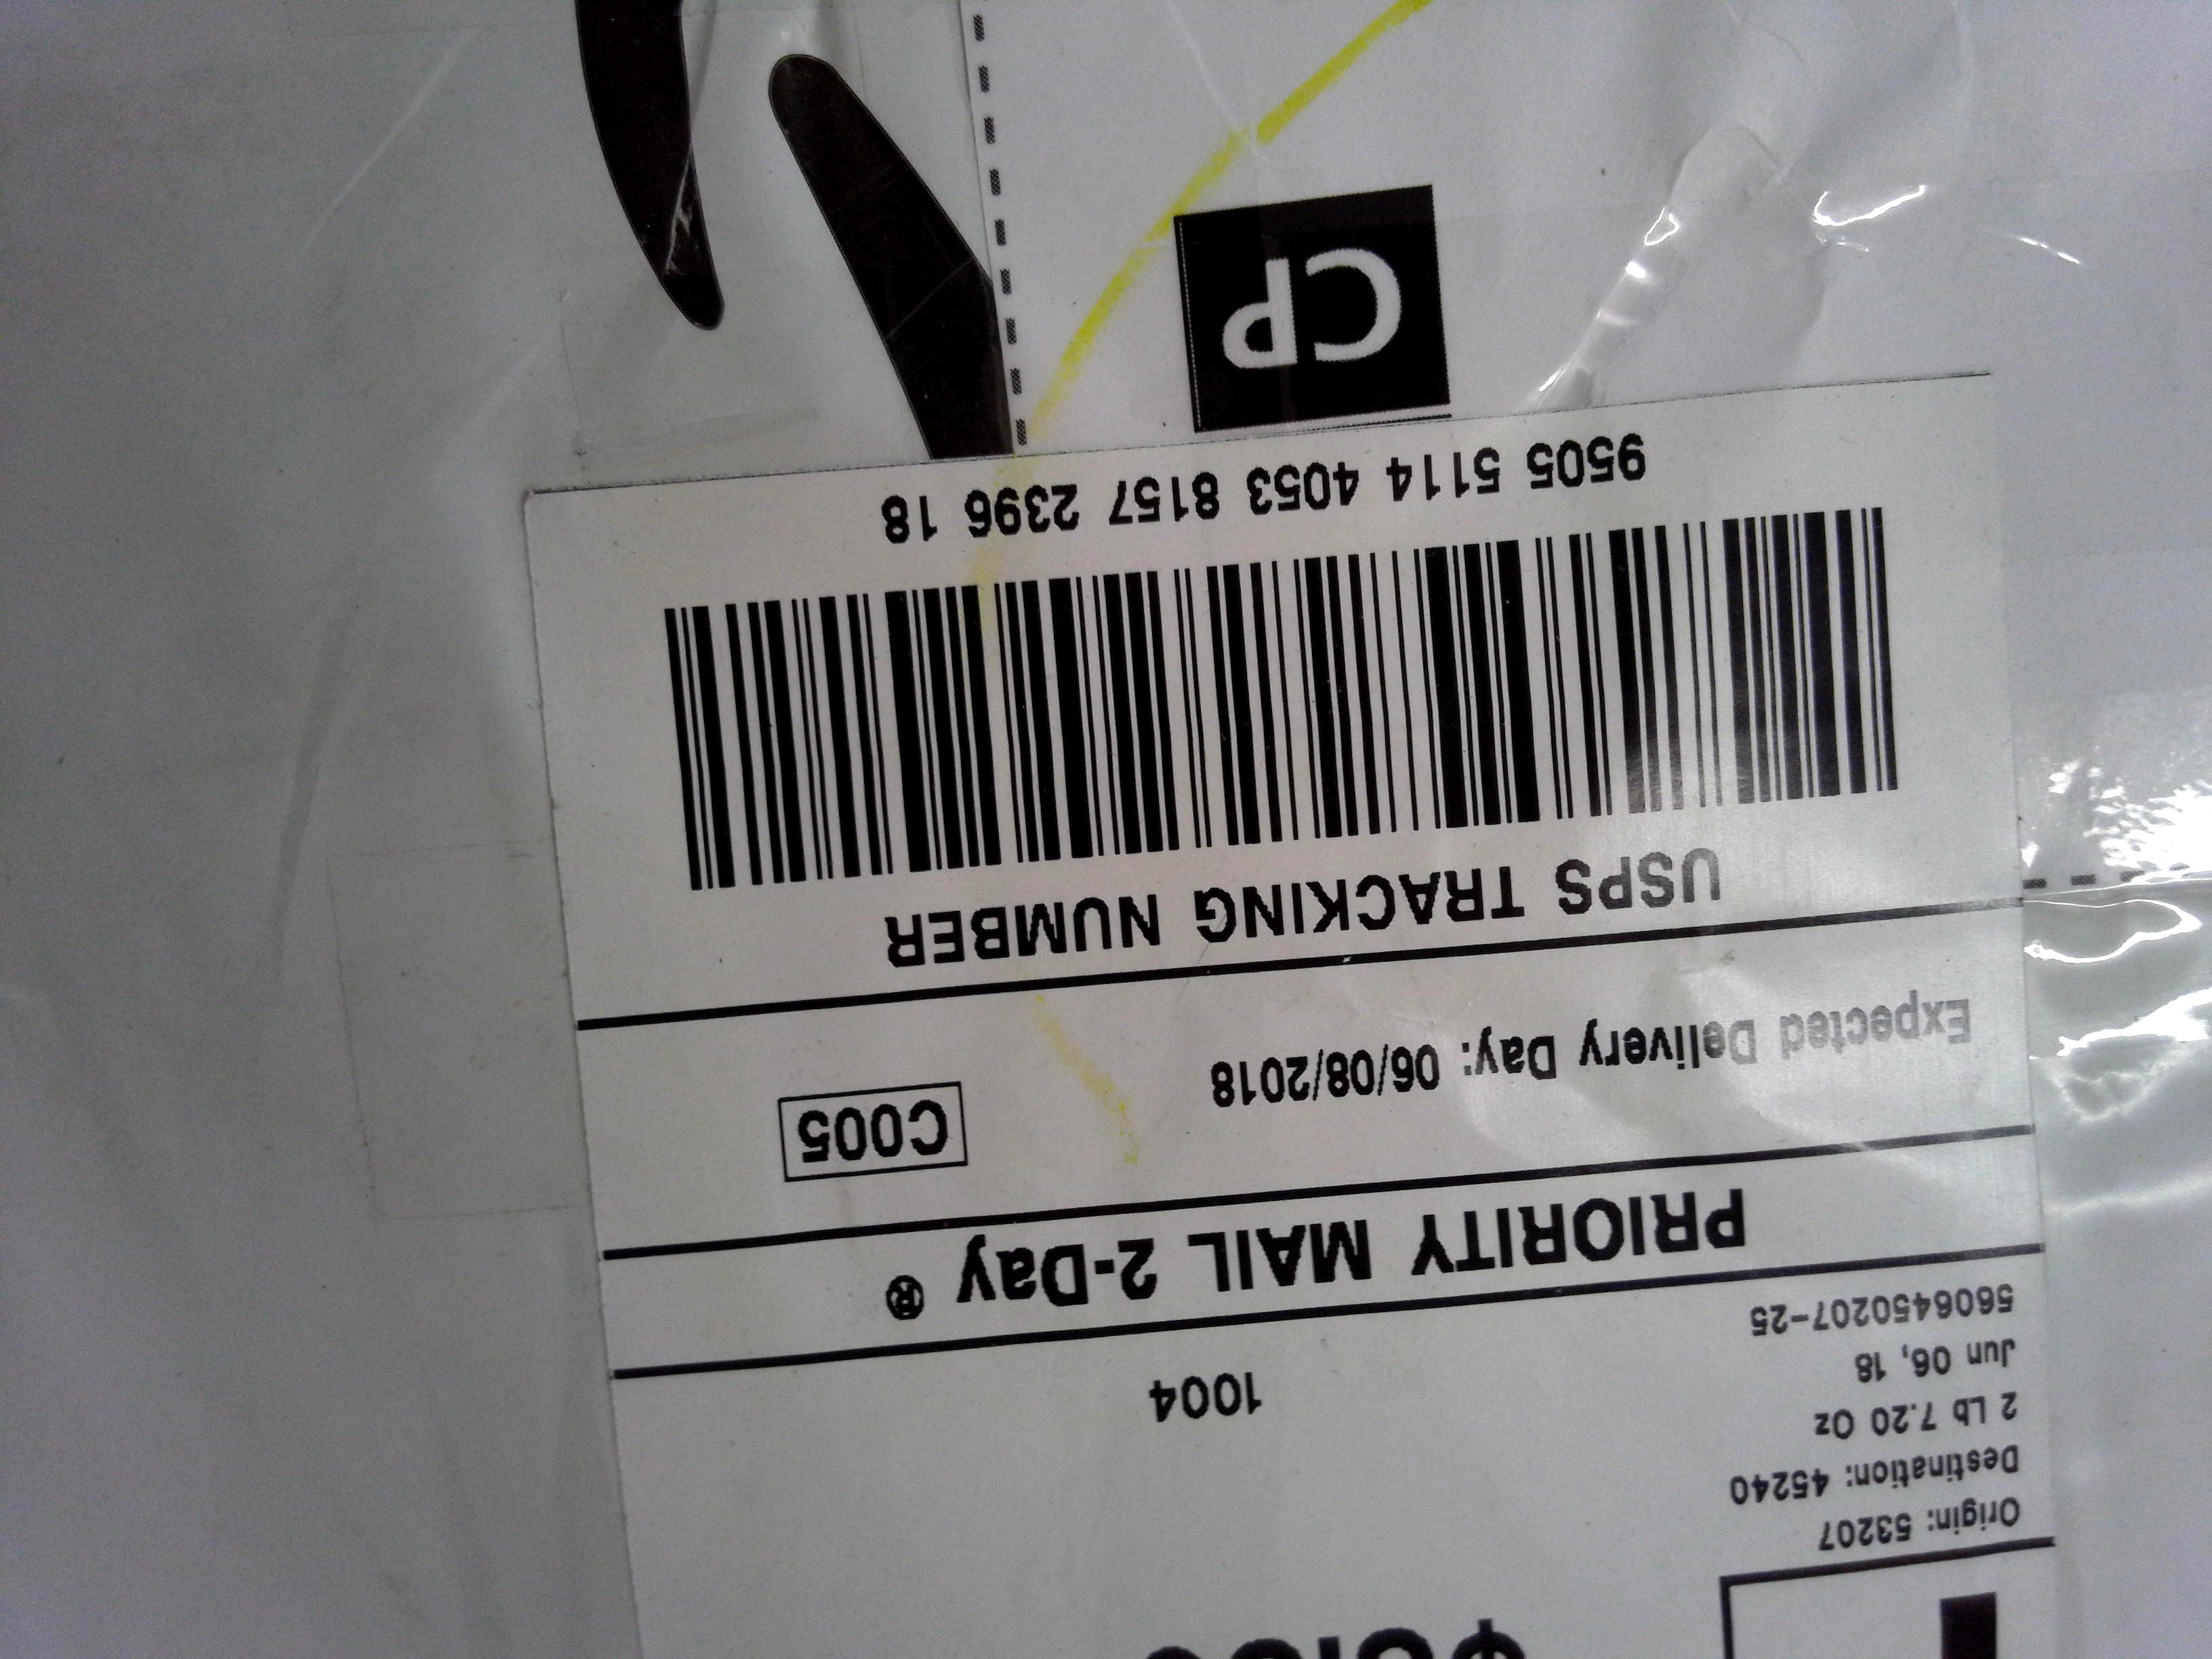 Origin: 53207
Destination: 45240
2 Lb 7.20 Oz
Jun 06, 18
5606450207-25
1004
PRIORITY MAIL 2-Day ®
Expected Delivery Day: 06/08/2018
C005
USPS TRACKING NUMBER
9505 5114 4053 8157 2396 18
CP